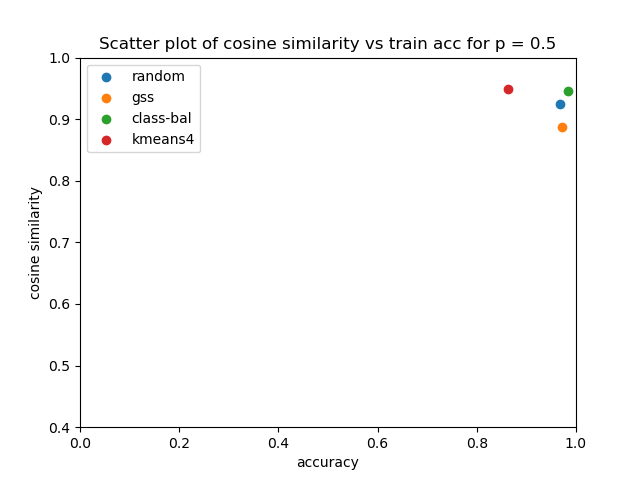 Scatter plot of cosine similarity vs train acc for p = 0.5
1.0
random
gss
class-bal
kmeans4
0.9
0.8
0.7
0.6
0.5
0.4
cosine similarity
0.0 0.2 0.4 0.6 0.8 1.0
accuracy